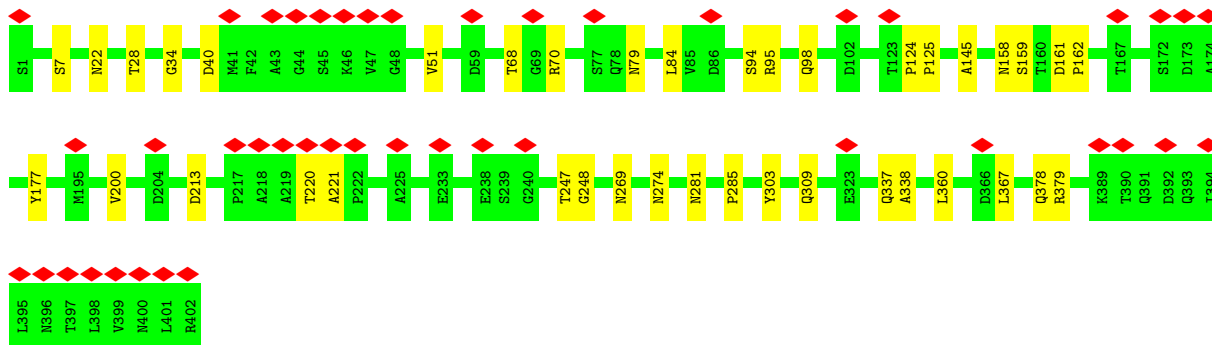 S1 S7 N22 T28 G34 D40 M41 F42 A43 G44 S45 K46 V47 G48 V51 D59 T68 G69 R70 S77 Q78 N79 L84 V85 D86 S94 R95 Q98 D102 T123 P124 P125 A145 N158 S159 T160 D161 P162 T167 S172 D173 A174
Y177 M195 V200 D204 D213 P217 A218 A219 T220 A221 P222 A225 E233 E238 S239 G240 T247 G248 N269 N274 N281 P285 Y303 Q309 E323 Q337 A338 L360 D366 L367 Q378 R379 K389 T390 Q391 D392 Q393 I394
L395 N396 T397 L398 V399 N400 L401 R402